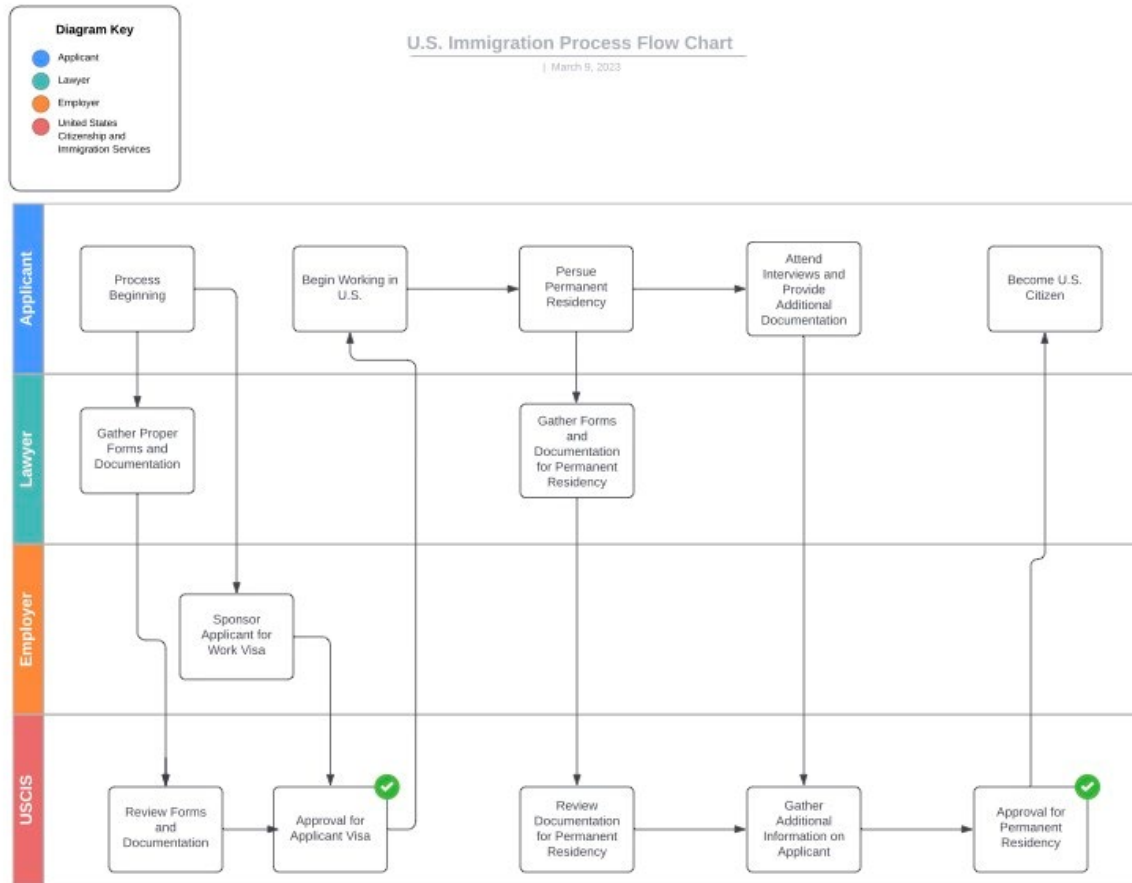 Diagram Key
Applicant
Lawyer
Employer
United States
Citizenship and
Immigration Services
U.S. Immigration Process Flow Chart
| March 9, 2023
Applicant
Process
Beginning
Begin Working in
U.S.
Persue
Permanent
Residency
Attend
Interviews and
Provide
Additional
Documentation
Become U.S.
Citizen
Lawyer
Gather Proper
Forms and
Documentation
Gather Forms
and
Documentation
for Permanent
Residency
Employer
Sponsor
Applicant for
Work Visa
USCIS
Review Forms
and
Documentation
Approval for
Applicant Visa
Review
Documentation
for Permanent
Residency
Gather
Additional
Information on
Applicant
Approval for
Permanent
Residency